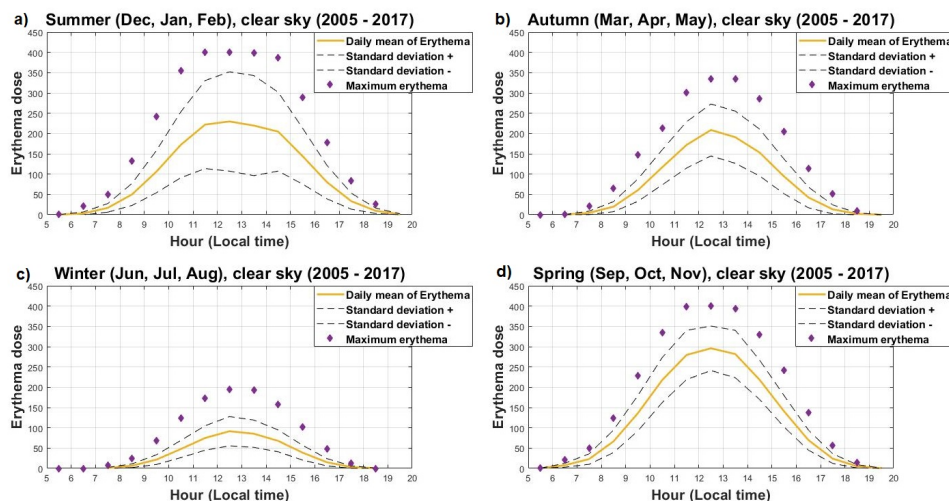 a) Summer (Dec, Jan, Feb), clear sky (2005 - 2017)
Erythema dose
450
400
350
300
250
200
150
100
50
0
Daily mean of Erythema
Standard deviation +
Standard deviation -
Maximum erythema
5 6 7 8 9 10 11 12 13 14 15 16 17 18 19 20
Hour (Local time)
b) Autumn (Mar, Apr, May), clear sky (2005 - 2017)
Erythema dose
450
400
350
300
250
200
150
100
50
0
Daily mean of Erythema
Standard deviation +
Standard deviation -
Maximum erythema
5 6 7 8 9 10 11 12 13 14 15 16 17 18 19 20
Hour (Local time)
c) Winter (Jun, Jul, Aug), clear sky (2005 - 2017)
Erythema dose
450
400
350
300
250
200
150
100
50
0
Daily mean of Erythema
Standard deviation +
Standard deviation -
Maximum erythema
5 6 7 8 9 10 11 12 13 14 15 16 17 18 19 20
Hour (Local time)
d) Spring (Sep, Oct, Nov), clear sky (2005 - 2017)
Erythema dose
450
400
350
300
250
200
150
100
50
0
Daily mean of Erythema
Standard deviation +
Standard deviation -
Maximum erythema
5 6 7 8 9 10 11 12 13 14 15 16 17 18 19 20
Hour (Local time)